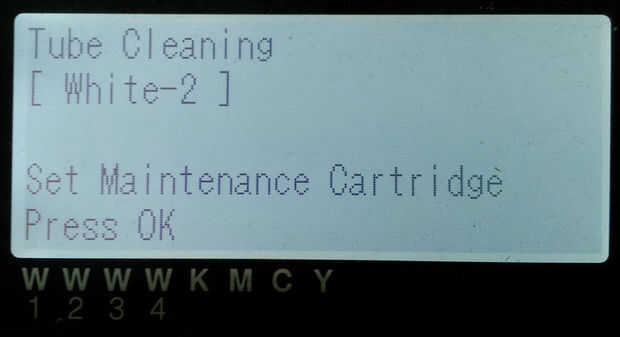 Tube Cleaning
[ White-2 ]
Set Maintenance Cartridge
Press OK
W W W W K M C Y
1 2 3 4